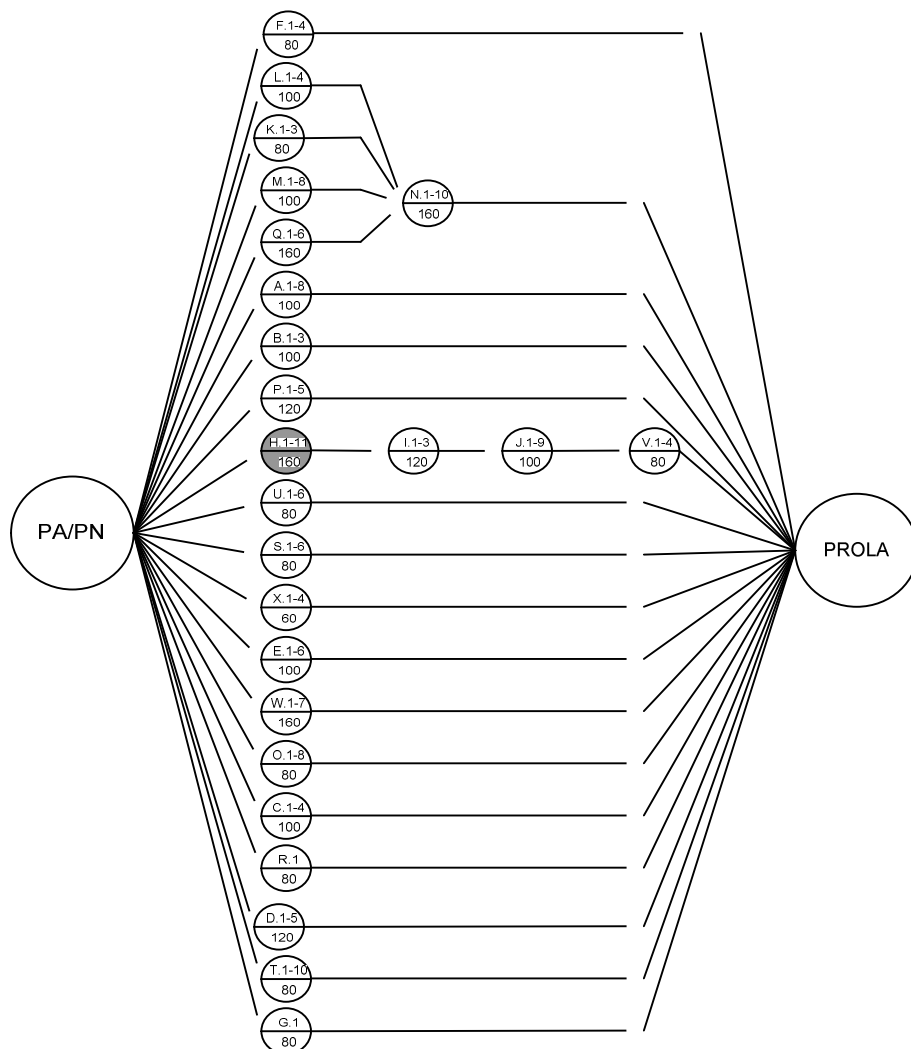 F.1-4
80
L.1-4
100
K.1-3
80
M.1-8
100
N.1-10
160
Q.1-6
160
A.1-8
100
B.1-3
100
P.1-5
120
H.1-11
160
I.1-3
120
J.1-9
100
V.1-4
80
U.1-6
80
PA/PN
S.1-6
80
PROLA
X.1-4
60
E.1-6
100
W.1-7
160
O.1-8
80
C.1-4
100
R.1
80
D.1-5
120
T.1-10
80
G.1
80